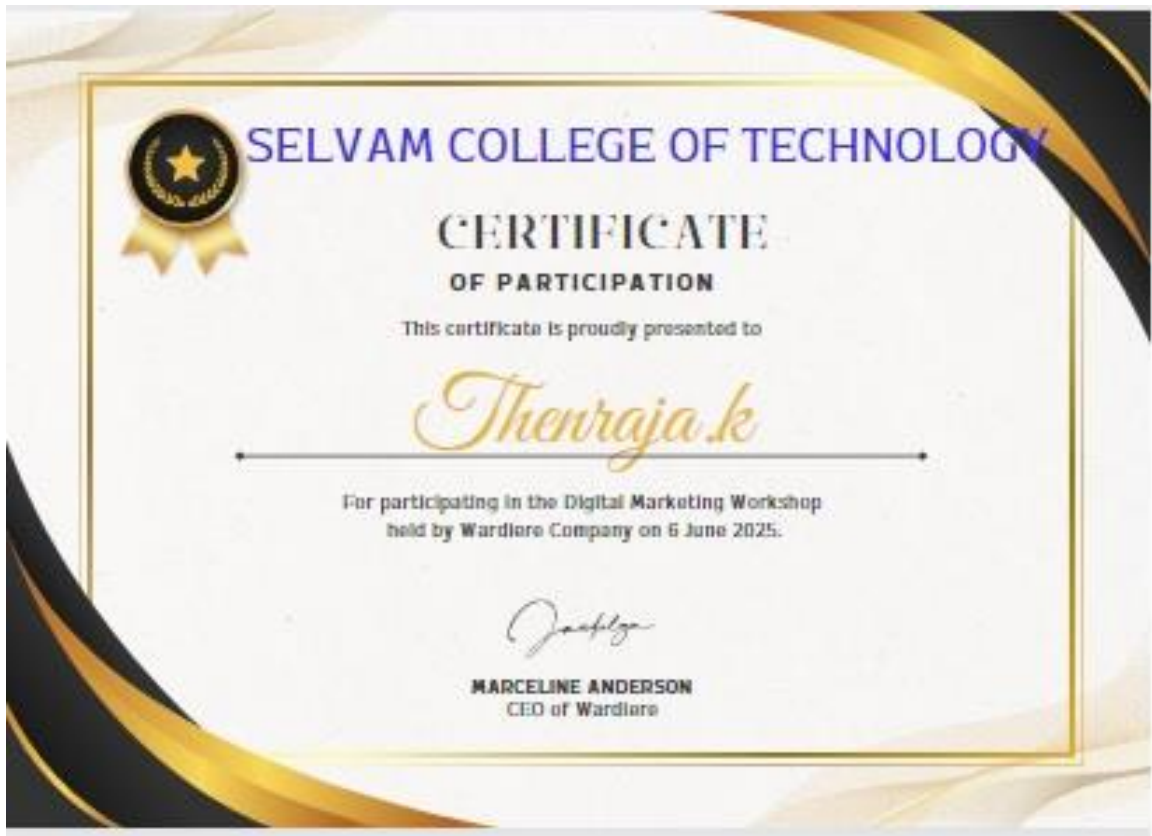 SELVAM COLLEGE OF TECHNOLOGY
CERTIFICATE
OF PARTICIPATION
This certificate is proudly presented to
Thenraja.k
For participating in the Digital Marketing Workshop
held by Wardiere Company on 6 June 2025.
MARCELINE ANDERSON
CEO of Wardiere